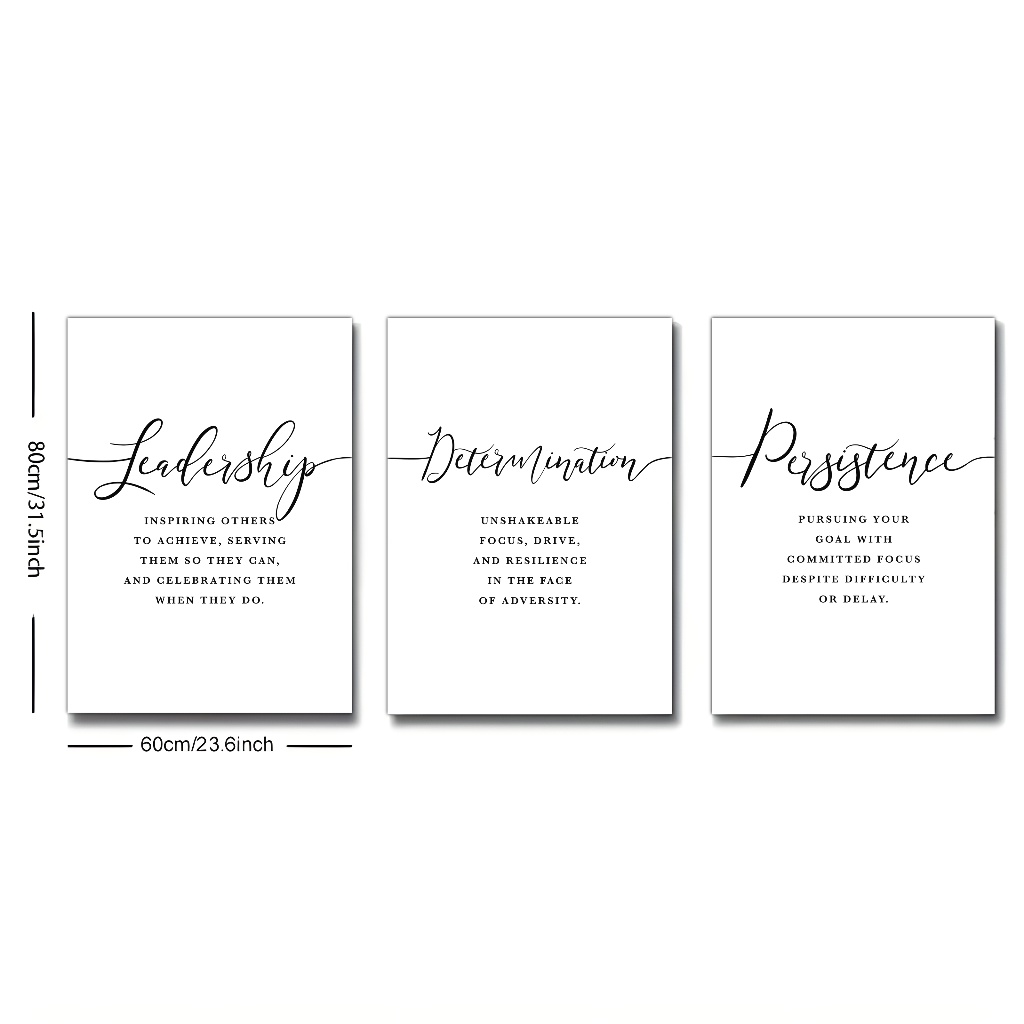 Leadership
INSPIRING OTHERS
TO ACHIEVE, SERVING
THEM SO THEY CAN,
AND CELEBRATING THEM
WHEN THEY DO.
Determination
UNSHAKEABLE
FOCUS, DRIVE,
AND RESILIENCE
IN THE FACE
OF ADVERSITY.
Persistence
PURSUING YOUR
GOAL WITH
COMMITTED FOCUS
DESPITE DIFFICULTY
OR DELAY.
80cm/31.5inch
60cm/23.6inch